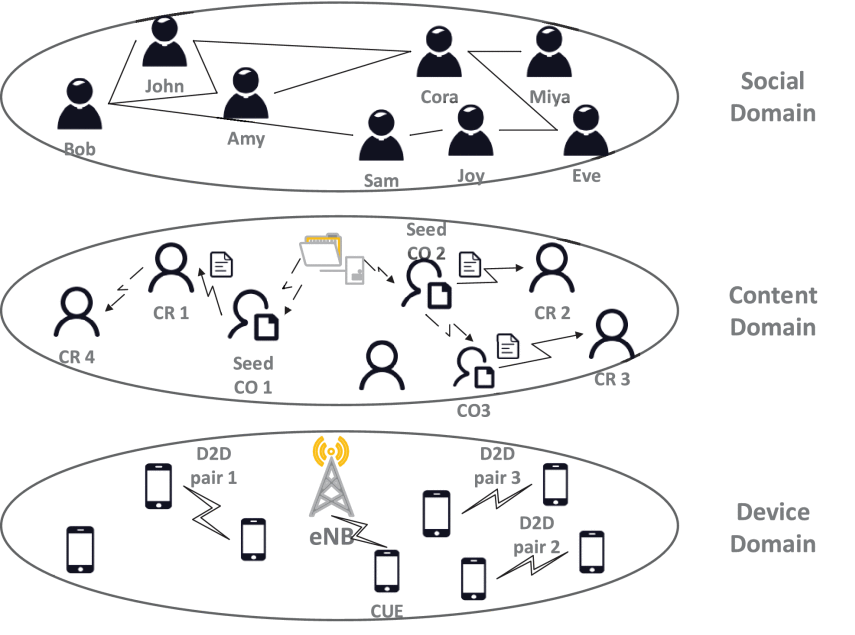 John
Bob
Amy
Cora
Miya
Sam
Joy
Eve
Social
Domain
Seed
CO 2
CR 1
CR 2
CR 4
Seed
CO 1
CO3
CR 3
Content
Domain
D2D
pair 1
eNB
D2D
pair 3
D2D
pair 2
CUE
Device
Domain